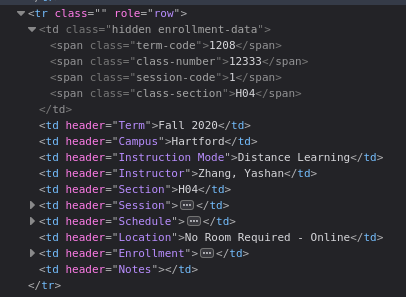 <tr class="" role="row">
<td class="hidden enrollment-data">
<span class="term-code">1208</span>
<span class="class-number">12333</span>
<span class="session-code">1</span>
<span class="class-section">H04</span>
</td>
<td header="Term">Fall 2020</td>
<td header="Campus">Hartford</td>
<td header="Instruction Mode">Distance Learning</td>
<td header="Instructor">Zhang, Yashan</td>
<td header="Section">H04</td>
<td header="Session">…</td>
<td header="Schedule">…</td>
<td header="Location">No Room Required - Online</td>
<td header="Enrollment">…</td>
<td header="Notes"></td>
</tr>